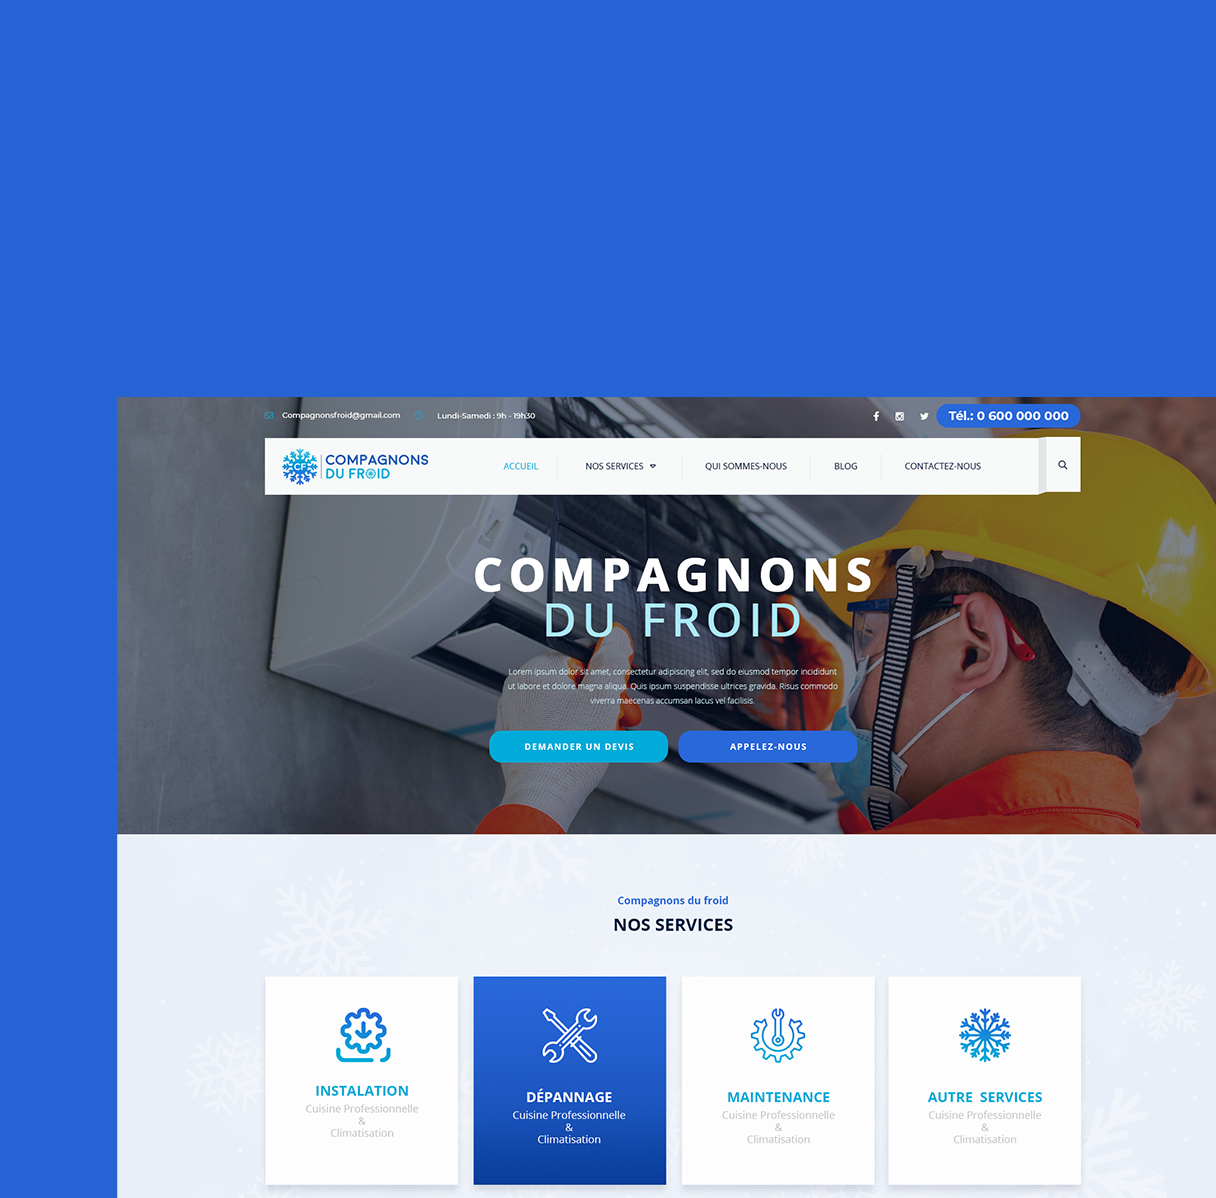 Compagnonsfroid@gmail.com
Lundi-Samedi : 9h - 19h30
Tél.: 0 600 000 000
CF
COMPAGNONS
DU FROID
ACCUEIL
NOS SERVICES
QUI SOMMES-NOUS
BLOG
CONTACTEZ-NOUS
COMPAGNONS
DU FROID
Lorem ipsum dolor sit amet, consectetur adipiscing elit, sed do eiusmod tempor incididunt
ut labore et dolore magna aliqua. Quis ipsum suspendisse ultrices gravida. Risus commodo
viverra maecenas accumsan lacus vel facilisis.
DEMANDER UN DEVIS
APPELEZ-NOUS
Compagnons du froid
NOS SERVICES
INSTALATION
Cuisine Professionnelle
&
Climatisation
DÉPANNAGE
Cuisine Professionnelle
&
Climatisation
MAINTENANCE
Cuisine Professionnelle
&
Climatisation
AUTRE SERVICES
Cuisine Professionnelle
&
Climatisation